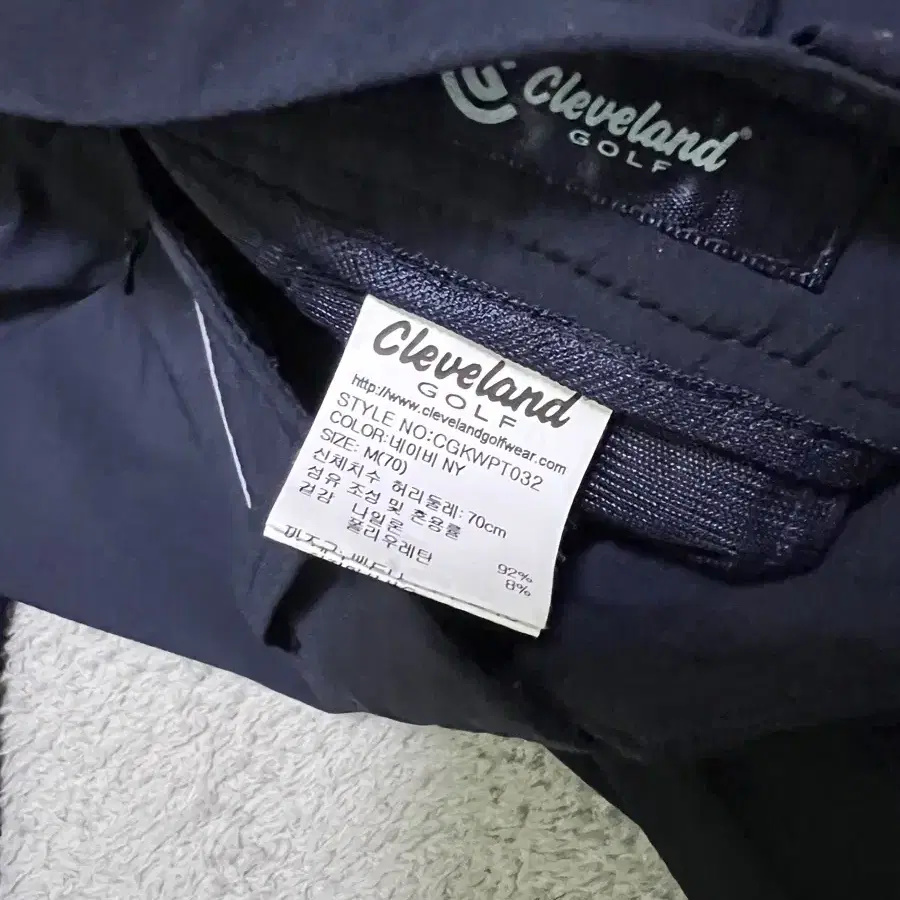 Cleveland
GOLF
Cleveland
GOLF
http://www.clevelandgolfwear.com
STYLE NO:CGKWPT032
COLOR:네이비 NY
SIZE: M(70)
신체치수 허리둘레:70cm
섬유 조성 및 혼용률
겉감 나일론 92%
폴리우레탄 8%